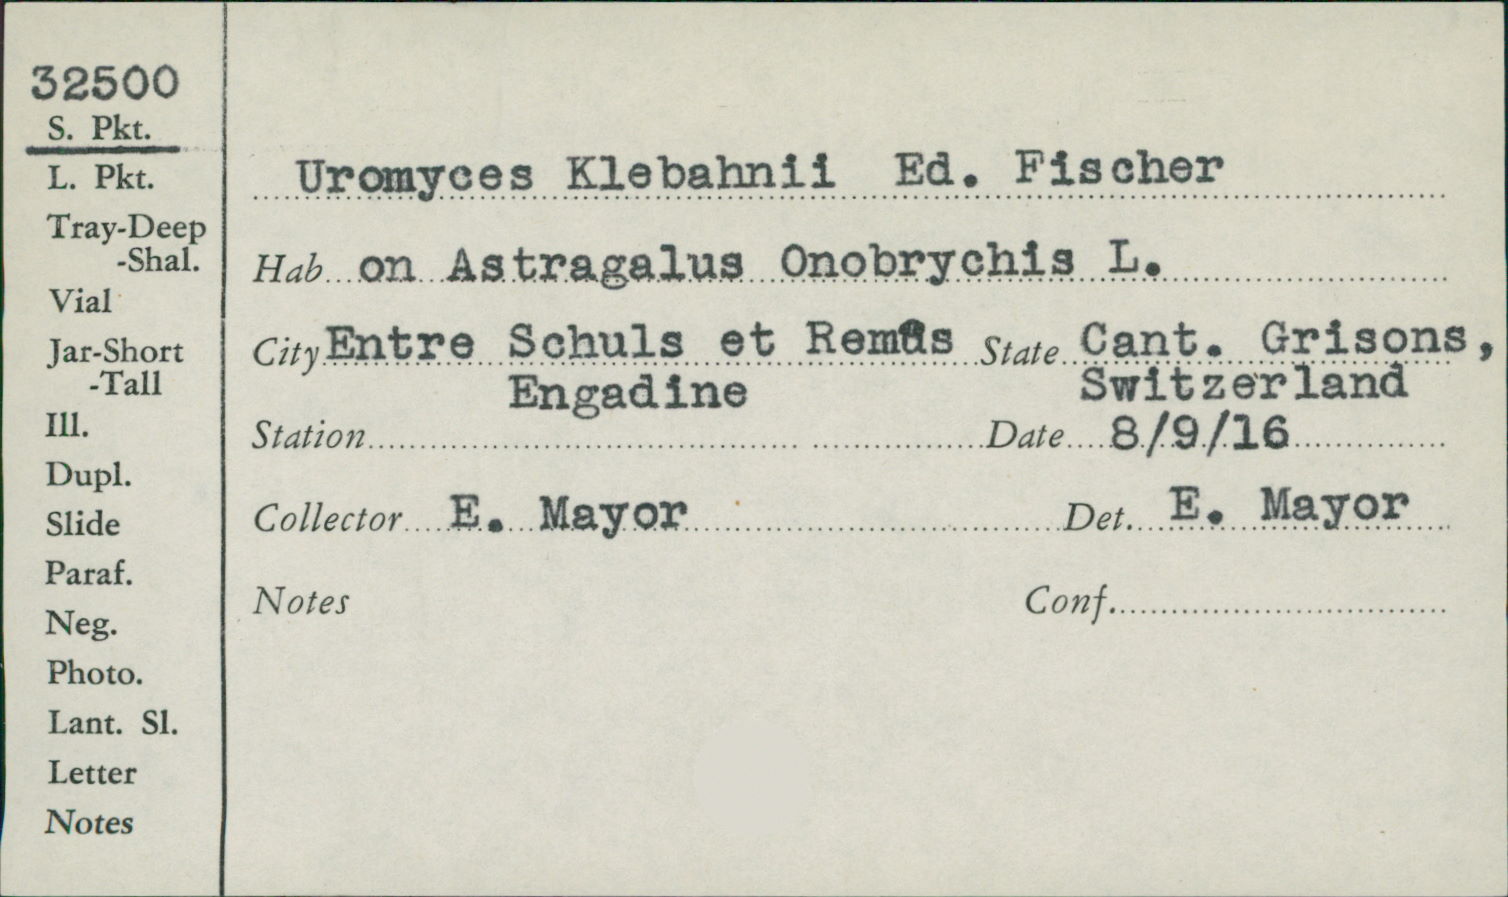 32500
S. Pkt.
L. Pkt.
Tray-Deep
-Shal.
Vial
Jar-Short
-Tall
Ill.
Dupl.
Slide
Paraf.
Neg.
Photo.
Lant. Sl.
Letter
Notes
Uromyces Klebahnii Ed. Fischer
Hab on Astragalus Onobrychis L.
City Entre Schuls et State Cant. Grisons,
Engadine Switzerland
Station Date 8/9/16
Collector E. Mayor Det. E. Mayor
Notes Conf.